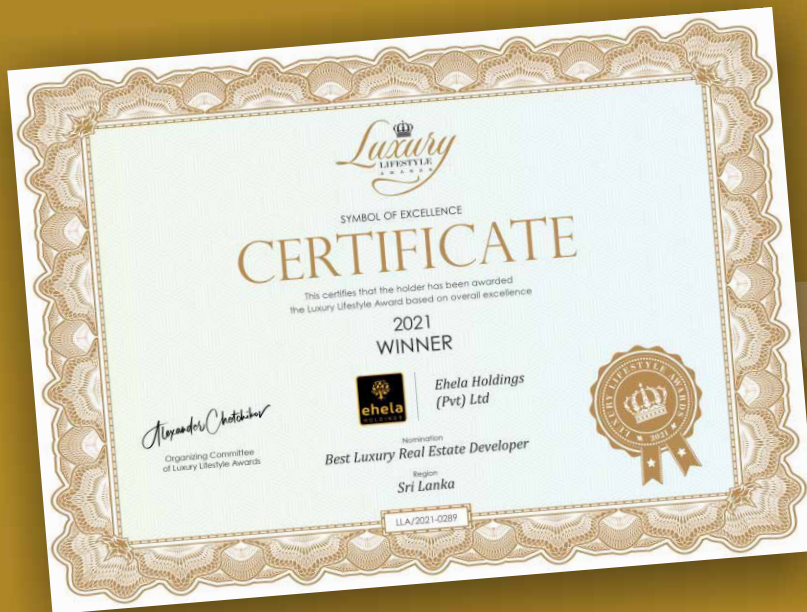 Luxury
LIFESTYLE
AWARDS
SYMBOL OF EXCELLENCE
CERTIFICATE
This certifies that the holder has been awarded
the Luxury Lifestyle Award based on overall excellence
2021
WINNER
ehela
HOLDINGS
Ehela Holdings
(Pvt) Ltd
Nomination
Best Luxury Real Estate Developer
Region
Sri Lanka
Alexander Chetchikov
Organizing Committee
of Luxury Lifestyle Awards
LUXURY LIFESTYLE AWARDS
2021
LLA/2021-0289